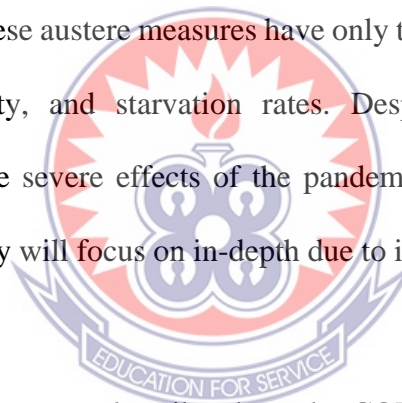 ese austere measures have only t
ty, and starvation rates. Desp
e severe effects of the pandem
y will focus on in-depth due to i
EDUCATION FOR SERVICE